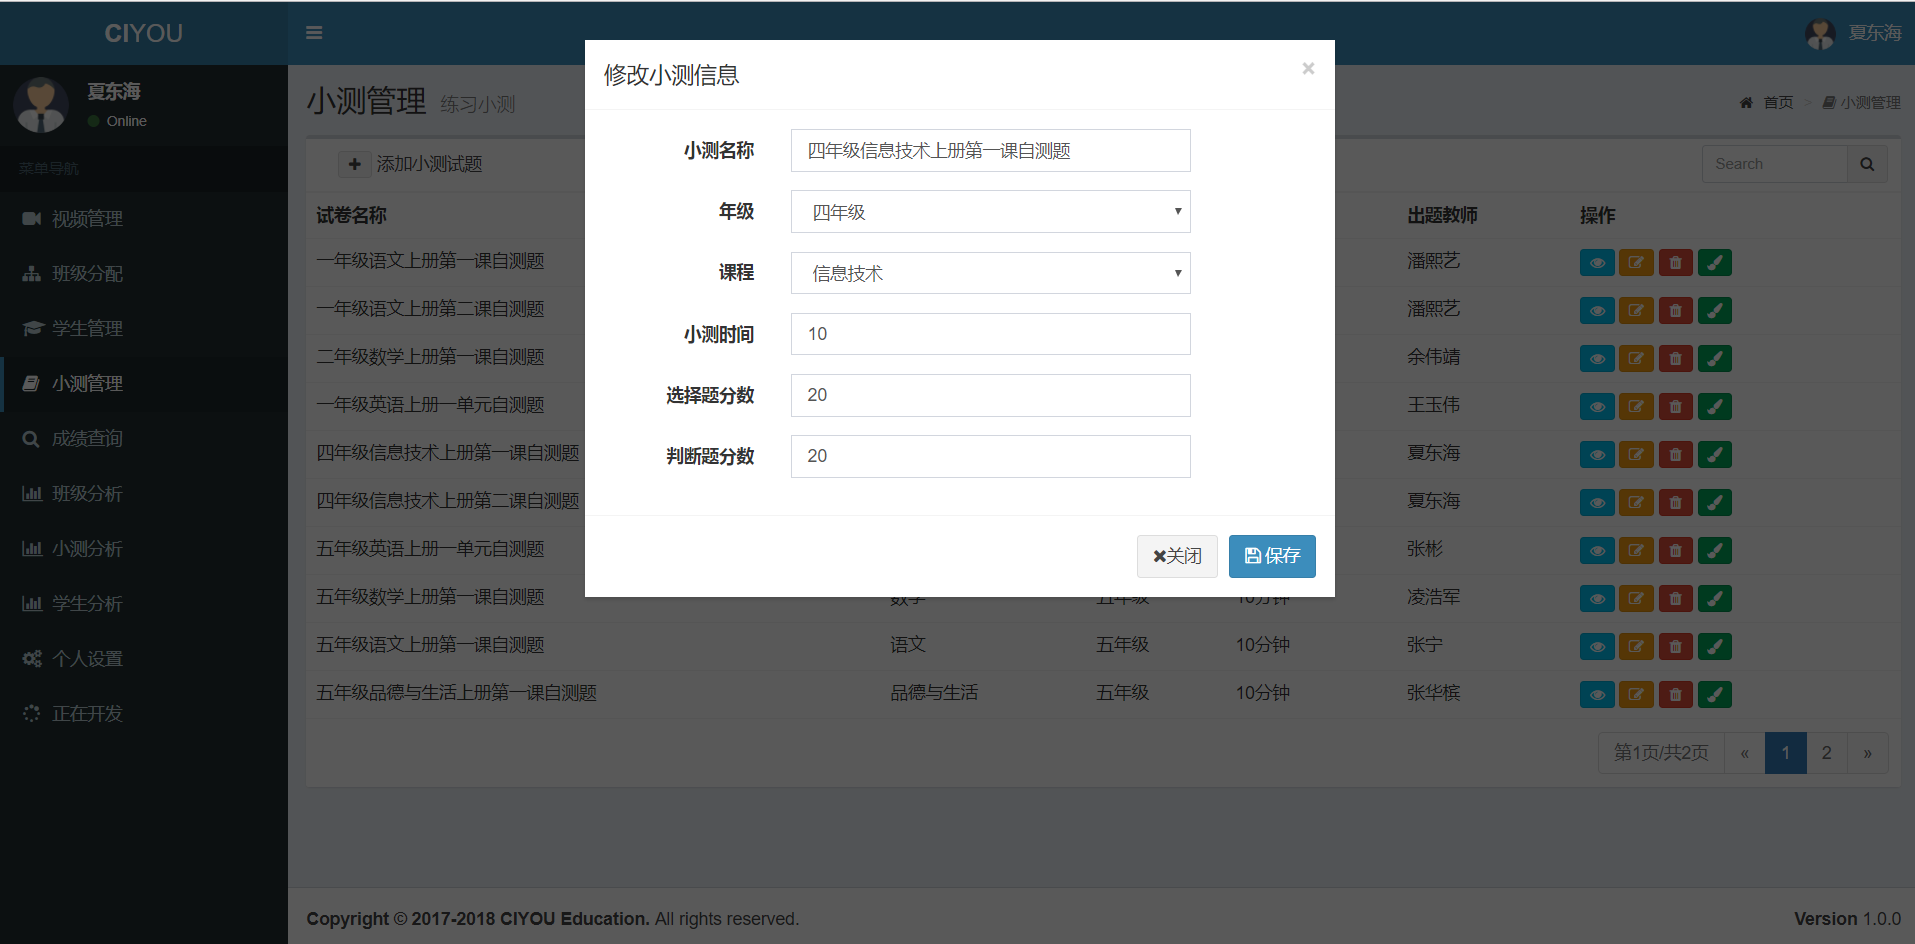 CIYOU
夏东海
夏东海
Online
菜单导航
视频管理
班级分配
学生管理
小测管理
成绩查询
班级分析
小测分析
学生分析
个人设置
正在开发
小测管理 练习小测
首页 > 小测管理
添加小测试题
Search
试卷名称 出题教师 操作
一年级语文上册第一课自测题 潘熙艺
一年级语文上册第二课自测题 潘熙艺
二年级数学上册第一课自测题 余伟靖
一年级英语上册一单元自测题 王玉伟
四年级信息技术上册第一课自测题 夏东海
四年级信息技术上册第二课自测题 夏东海
五年级英语上册一单元自测题 张彬
五年级数学上册第一课自测题 数学 五年级 10分钟 凌浩军
五年级语文上册第一课自测题 语文 五年级 10分钟 张宁
五年级品德与生活上册第一课自测题 品德与生活 五年级 10分钟 张华槟
第1页/共2页 « 1 2 »
修改小测信息 ×
小测名称 四年级信息技术上册第一课自测题
年级 四年级
课程 信息技术
小测时间 10
选择题分数 20
判断题分数 20
关闭 保存
Copyright © 2017-2018 CIYOU Education. All rights reserved.
Version 1.0.0